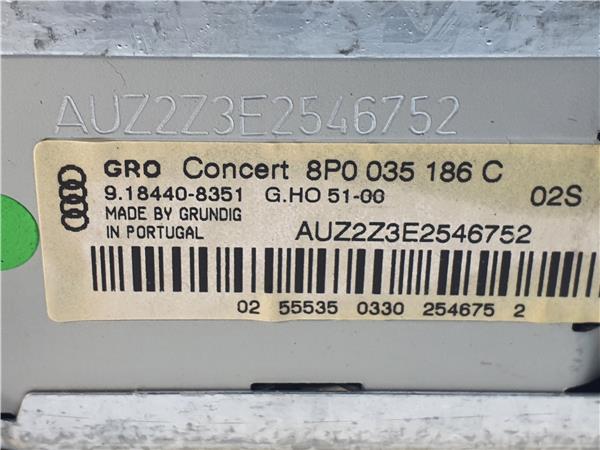 AUZ2Z3E2546752
GRO Concert 8P0 035 186 C
9.18440-8351 G.HO 51-00 02S
MADE BY GRUNDIG
IN PORTUGAL AUZ2Z3E2546752
02 55535 0330 254675 2